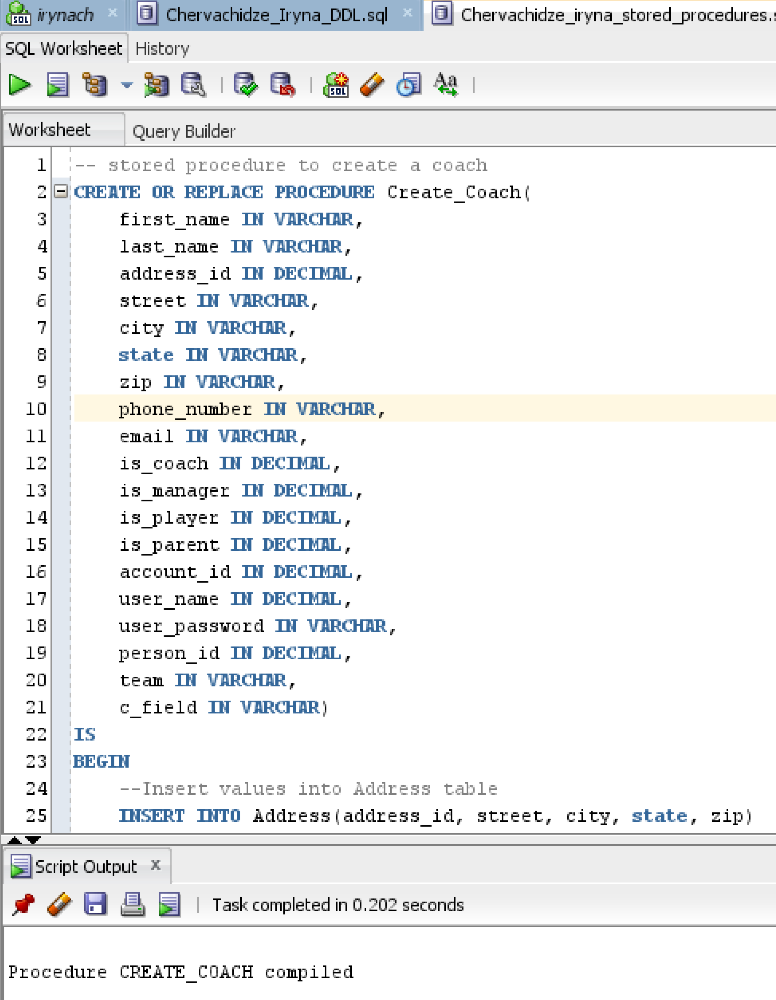 irynach
Chervachidze_Iryna_DDL.sql
Chervachidze_iryna_stored_procedures.s
SQL Worksheet
History
Aa
Worksheet
Query Builder
1 -- stored procedure to create a coach
2 CREATE OR REPLACE PROCEDURE Create_Coach(
3 first_name IN VARCHAR,
4 last_name IN VARCHAR,
5 address_id IN DECIMAL,
6 street IN VARCHAR,
7 city IN VARCHAR,
8 state IN VARCHAR,
9 zip IN VARCHAR,
10 phone_number IN VARCHAR,
11 email IN VARCHAR,
12 is_coach IN DECIMAL,
13 is_manager IN DECIMAL,
14 is_player IN DECIMAL,
15 is_parent IN DECIMAL,
16 account_id IN DECIMAL,
17 user_name IN DECIMAL,
18 user_password IN VARCHAR,
19 person_id IN DECIMAL,
20 team IN VARCHAR,
21 c_field IN VARCHAR)
22 IS
23 BEGIN
24 --Insert values into Address table
25 INSERT INTO Address(address_id, street, city, state, zip)
Script Output
Task completed in 0.202 seconds
Procedure CREATE_COACH compiled